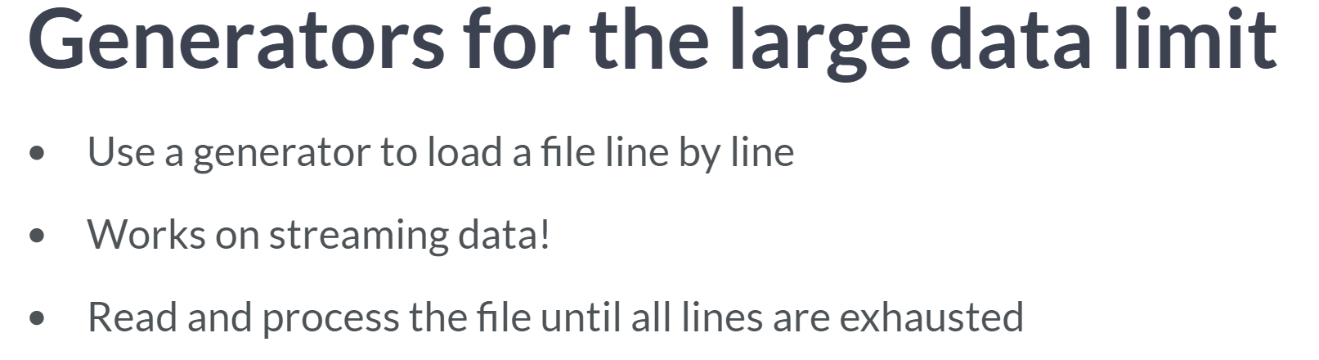 Generators for the large data limit
• Use a generator to load a file line by line
• Works on streaming data!
• Read and process the file until all lines are exhausted